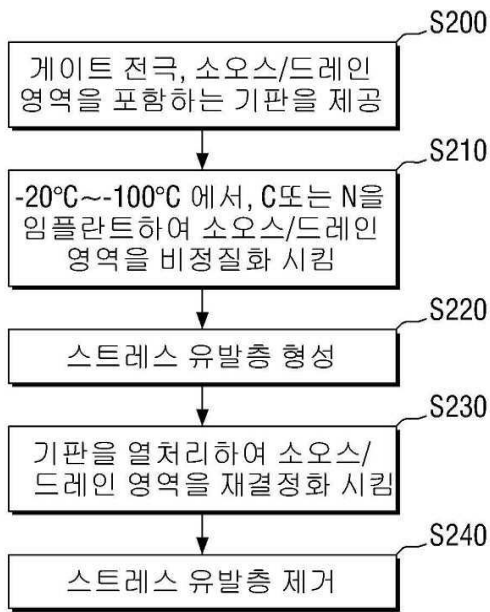 S200
게이트 전극, 소오스/드레인
영역을 포함하는 기판을 제공
S210
-20°C~-100°C 에서, C또는 N을
임플란트하여 소오스/드레인
영역을 비정질화 시킴
S220
스트레스 유발층 형성
S230
기판을 열처리하여 소오스/
드레인 영역을 재결정화 시킴
S240
스트레스 유발층 제거